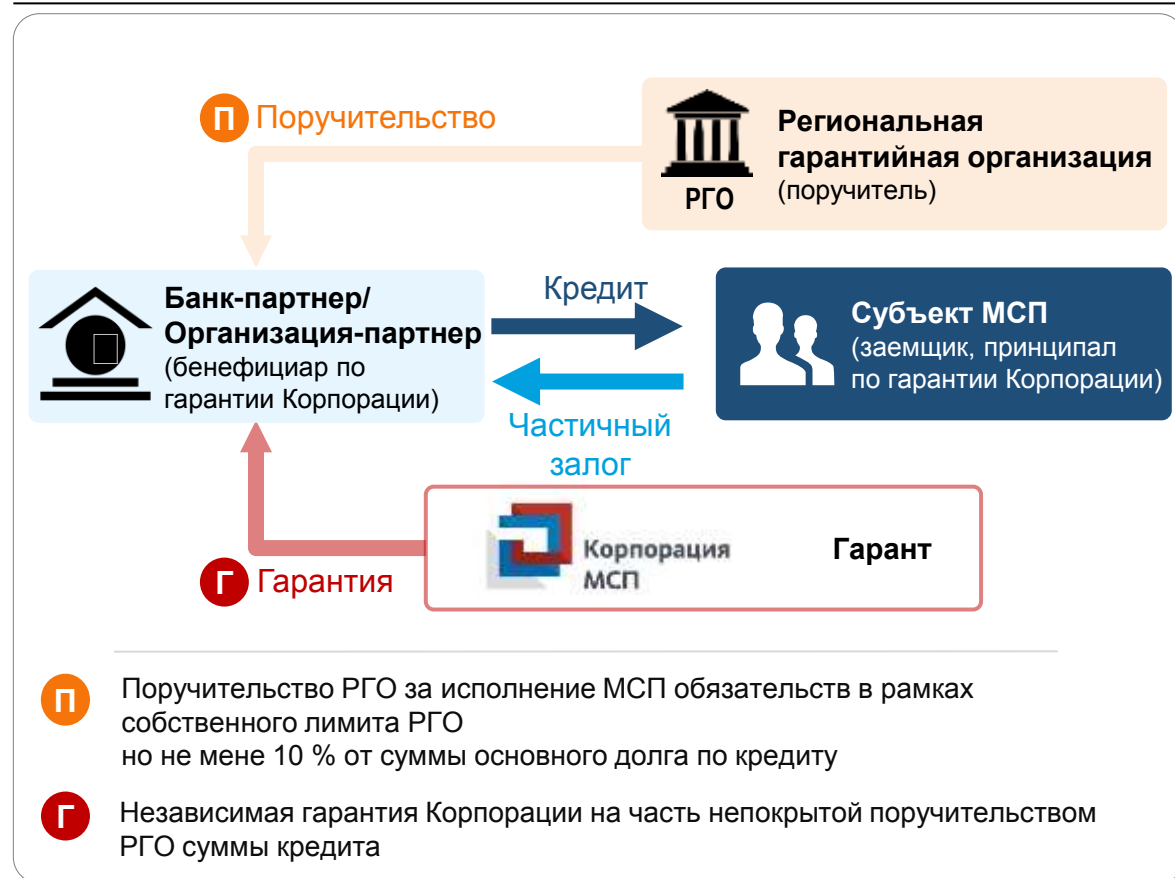 П Поручительство
РГО
Региональная
гарантийная организация
(поручитель)
Банк-партнер/
Организация-партнер
(бенефициар по
гарантии Корпорации)
Кредит
Частичный
залог
Субъект МСП
(заемщик, принципал
по гарантии Корпорации)
Г Гарантия
Корпорация
МСП
Гарант
П
Поручительство РГО за исполнение МСП обязательств в рамках
собственного лимита РГО
но не мене 10 % от суммы основного долга по кредиту
Г
Независимая гарантия Корпорации на часть непокрытой поручительством
РГО суммы кредита